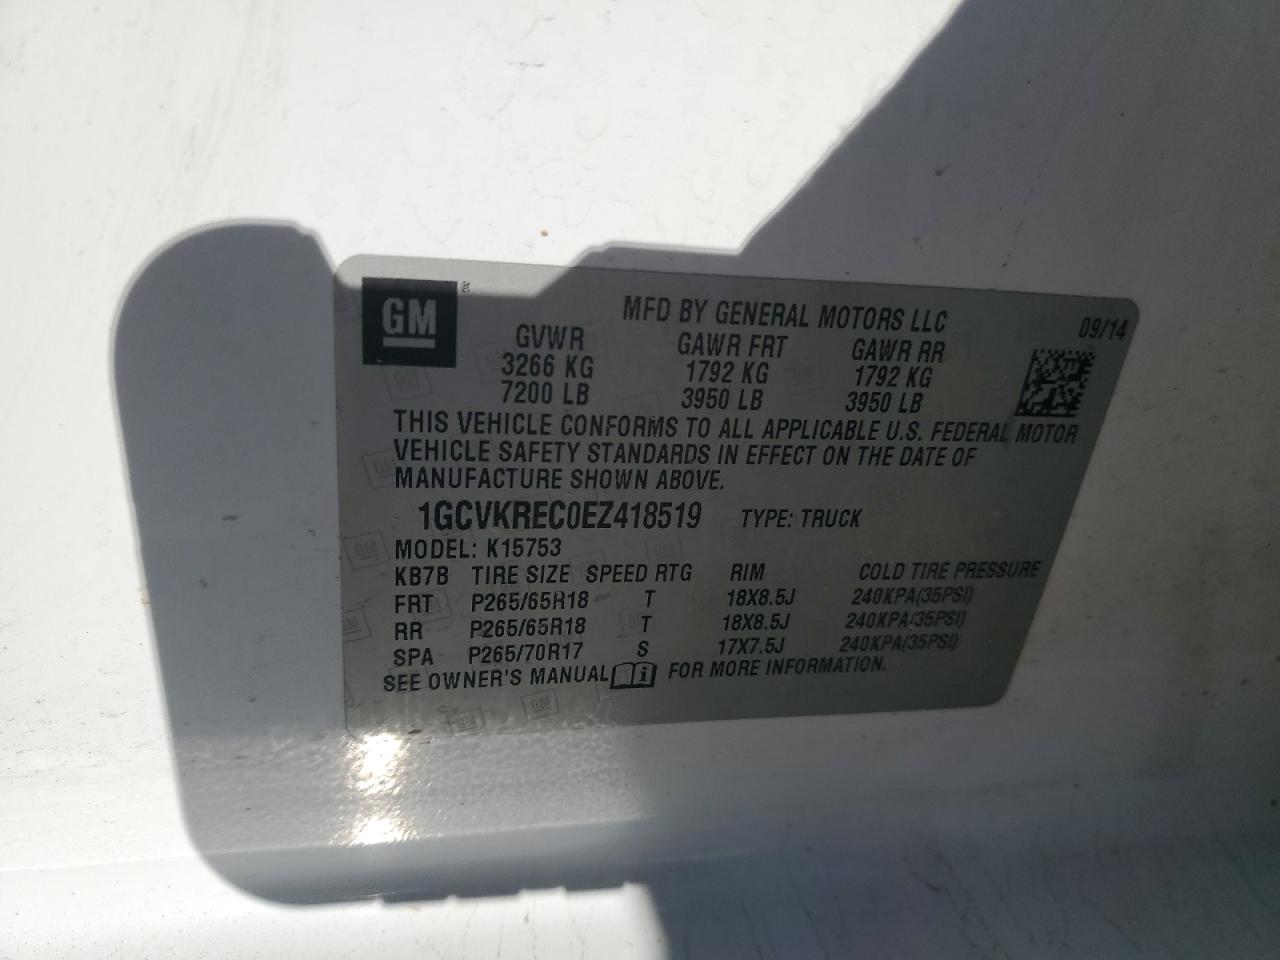 GM ®
MFD BY GENERAL MOTORS LLC 09/14
GVWR GAWR FRT GAWR RR
3266 KG 1792 KG 1792 KG
7200 LB 3950 LB 3950 LB
THIS VEHICLE CONFORMS TO ALL APPLICABLE U.S. FEDERAL MOTOR
VEHICLE SAFETY STANDARDS IN EFFECT ON THE DATE OF
MANUFACTURE SHOWN ABOVE.
1GCVKREC0EZ418519 TYPE: TRUCK
MODEL: K15753
KB7B TIRE SIZE SPEED RTG RIM COLD TIRE PRESSURE
FRT P265/65R18 T 18X8.5J 240KPA(35PSI)
RR P265/65R18 T 18X8.5J 240KPA(35PSI)
SPA P265/70R17 S 17X7.5J 240KPA(35PSI)
SEE OWNER'S MANUAL i FOR MORE INFORMATION.